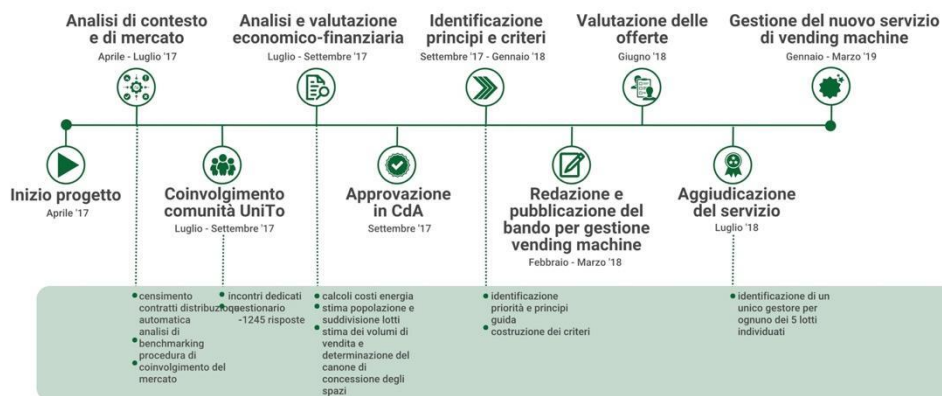 Analisi di contesto
e di mercato
Aprile - Luglio '17
Analisi e valutazione
economico-finanziaria
Luglio - Settembre '17
Identificazione
principi e criteri
Settembre '17 - Gennaio '18
Valutazione delle
offerte
Giugno '18
Gestione del nuovo servizio
di vending machine
Gennaio - Marzo '19
Inizio progetto
Aprile '17
Coinvolgimento
comunità UniTo
Luglio - Settembre '17
Approvazione
in CdA
Settembre '17
Redazione e
pubblicazione del
bando per gestione
vending machine
Febbraio - Marzo '18
Aggiudicazione
del servizio
Luglio '18
censimento
contratti distribuzione
automatica
analisi di
benchmarking
procedura di
coinvolgimento del
mercato
incontri dedicati
questionario
-1245 risposte
calcoli costi energia
stima popolazione e
suddivisione lotti
stima dei volumi di
vendita e
determinazione del
canone di
concessione degli
spazi
identificazione
priorità e principi
guida
costruzione dei criteri
identificazione di un
unico gestore per
ognuno dei 5 lotti
individuati